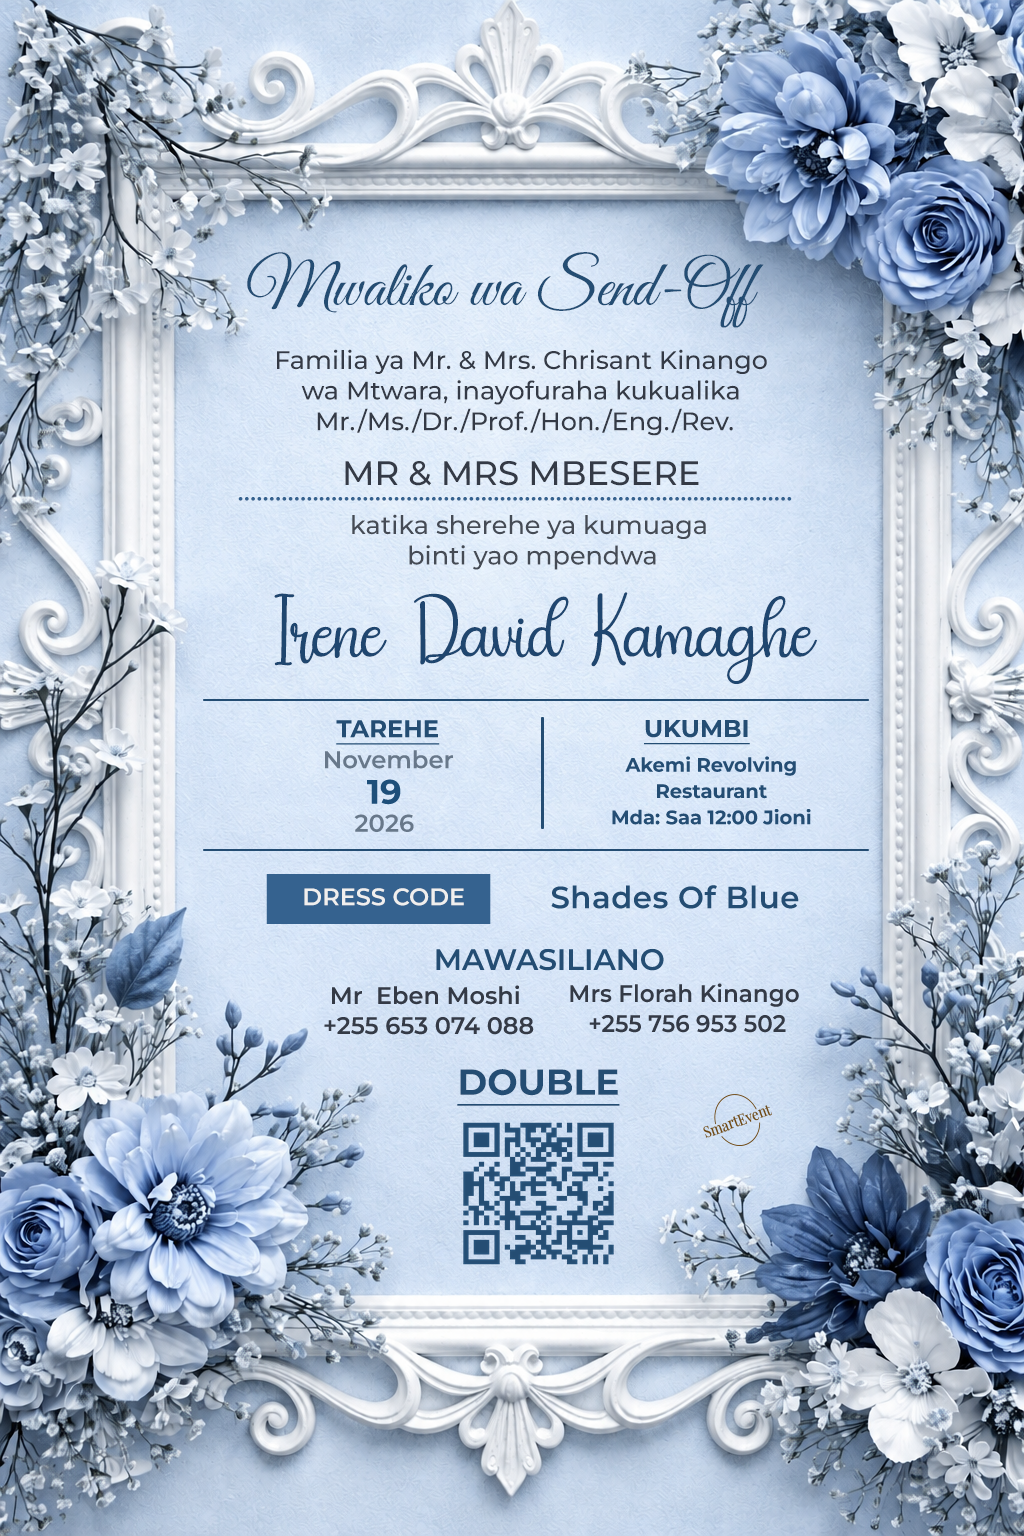 Mwaliko wa Send-Off
Familia ya Mr. & Mrs. Chrisant Kinango
wa Mtwara, inayofuraha kukualika
Mr./Ms./Dr./Prof./Hon./Eng./Rev.
MR & MRS MBESERE
katika sherehe ya kumuaga
binti yao mpendwa
Irene David Kamaghe
TAREHE
November
19
2026
UKUMBI
Akemi Revolving
Restaurant
Mda: Saa 12:00 Jioni
DRESS CODE
Shades Of Blue
MAWASILIANO
Mr Eben Moshi
+255 653 074 088
Mrs Florah Kinango
+255 756 953 502
DOUBLE
SmartEvent